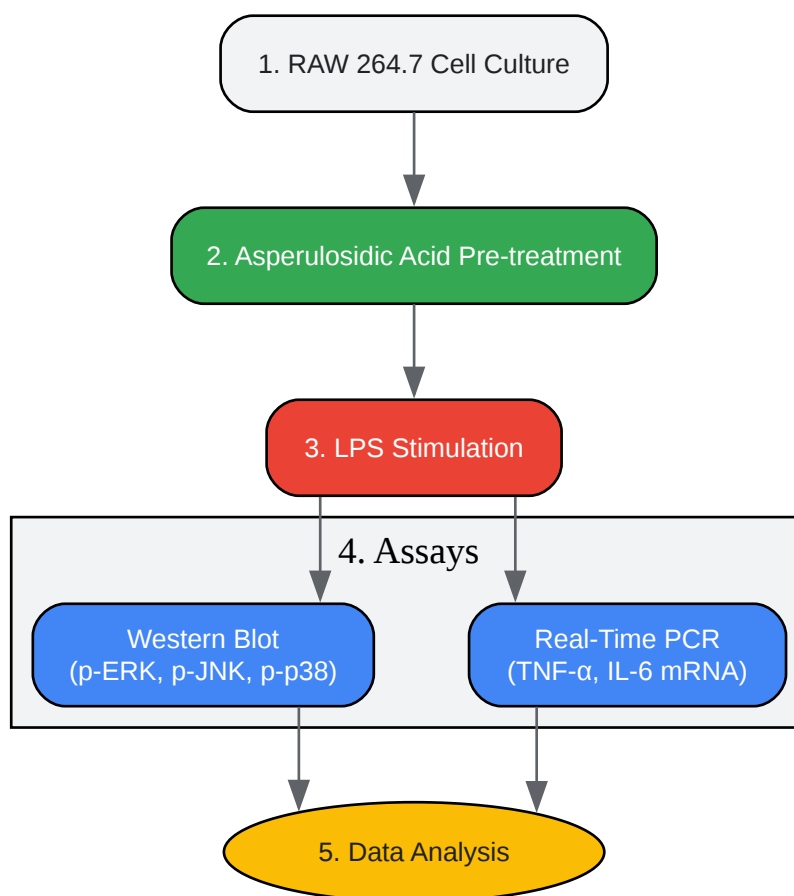 1. RAW 264.7 Cell Culture
2. Asperulosidic Acid Pre-treatment
3. LPS Stimulation
4. Assays
Western Blot
(p-ERK, p-JNK, p-p38)
Real-Time PCR
(TNF-α, IL-6 mRNA)
5. Data Analysis